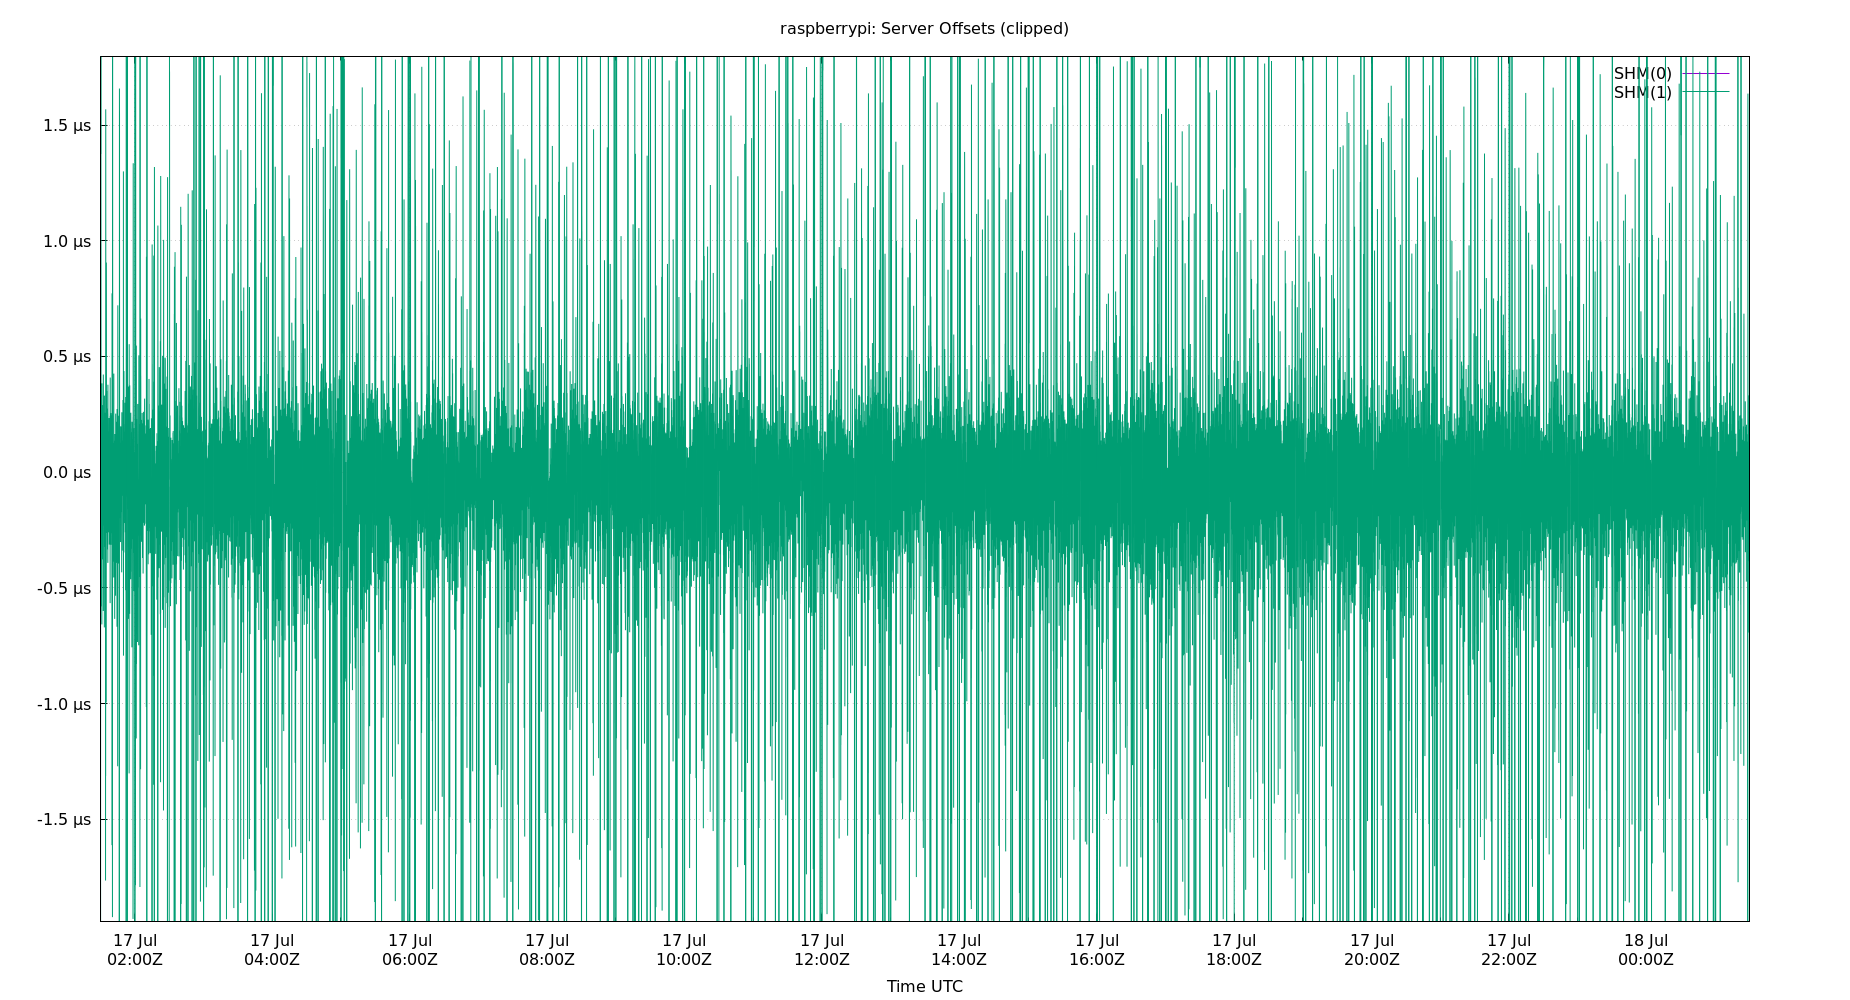 raspberrypi: Server Offsets (clipped)
SHM(0)
SHM(1)
1.5 µs
1.0 µs
0.5 µs
0.0 µs
-0.5 µs
-1.0 µs
-1.5 µs
17 Jul 17 Jul 17 Jul 17 Jul 17 Jul 17 Jul 17 Jul 17 Jul 17 Jul 17 Jul 17 Jul 18 Jul
02:00Z 04:00Z 06:00Z 08:00Z 10:00Z 12:00Z 14:00Z 16:00Z 18:00Z 20:00Z 22:00Z 00:00Z
Time UTC